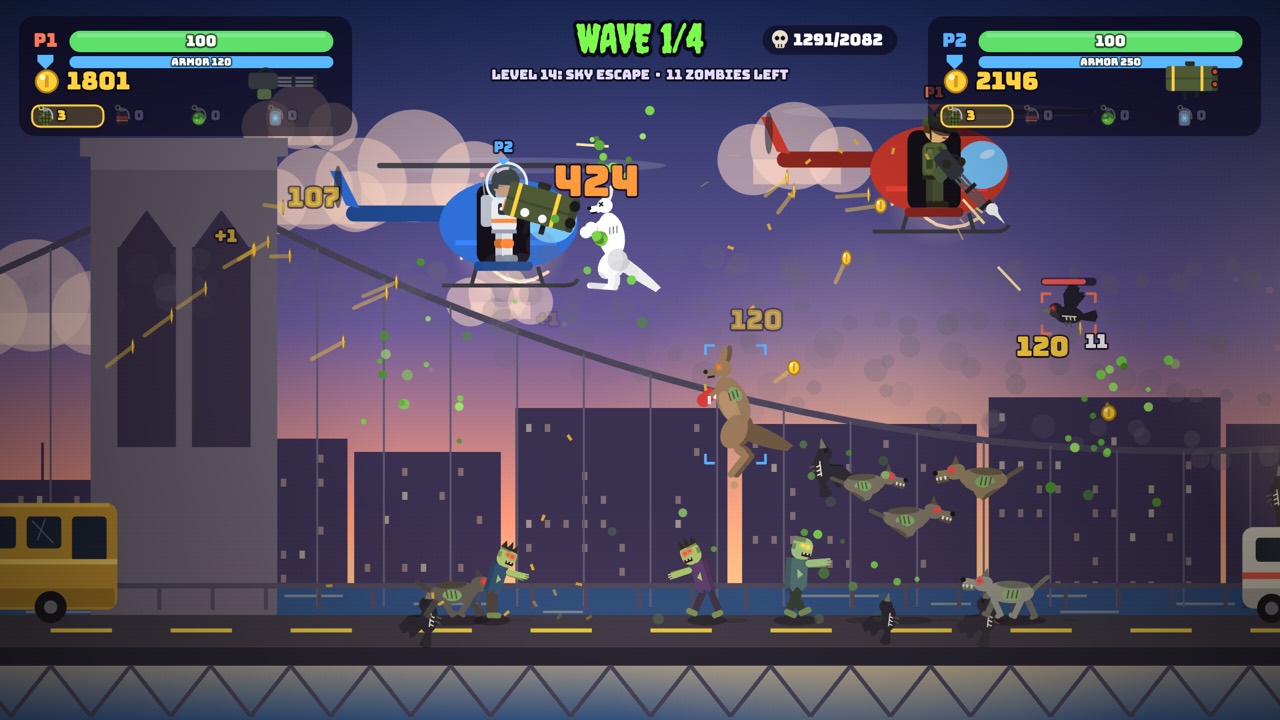 P1
100
ARMOR 120
1801
3
0
0
0
WAVE 1/4
1291/2082
LEVEL 14: SKY ESCAPE • 11 ZOMBIES LEFT
P2
100
ARMOR 250
2146
3
0
0
0
P1
P2
424
107
+1
+1
120
120
11